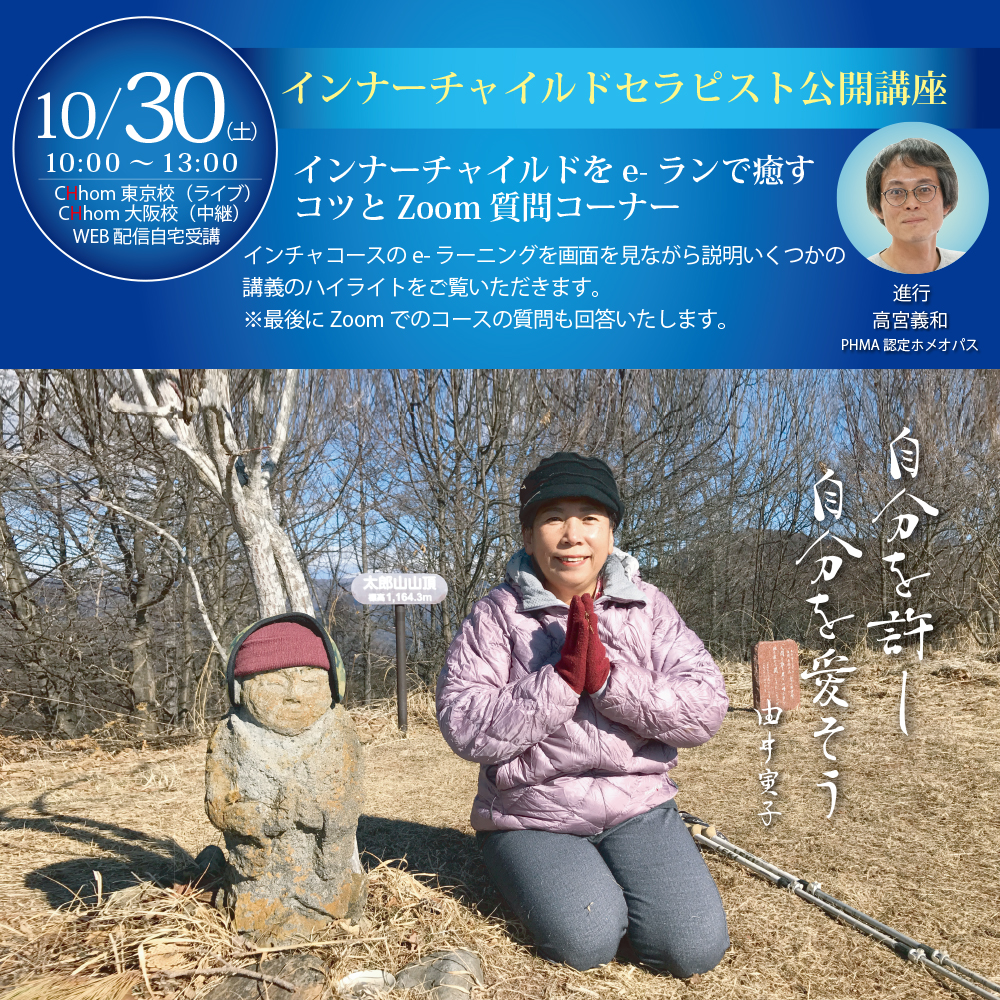 10/30(土)
10:00～13:00
CHhom 東京校（ライブ）
CHhom 大阪校（中継）
WEB 配信自宅受講
インナーチャイルドセラピスト公開講座
インナーチャイルドを e- ランで癒す
コツと Zoom 質問コーナー
インチャコースの e- ラーニングを画面を見ながら説明いくつかの
講義のハイライトをご覧いただきます。
※最後に Zoom でのコースの質問も回答いたします。
進行
高宮義和
PHMA 認定ホメオパス
自分を許し
自分を愛そう
由井寅子
太郎山山頂
標高1,164.3m